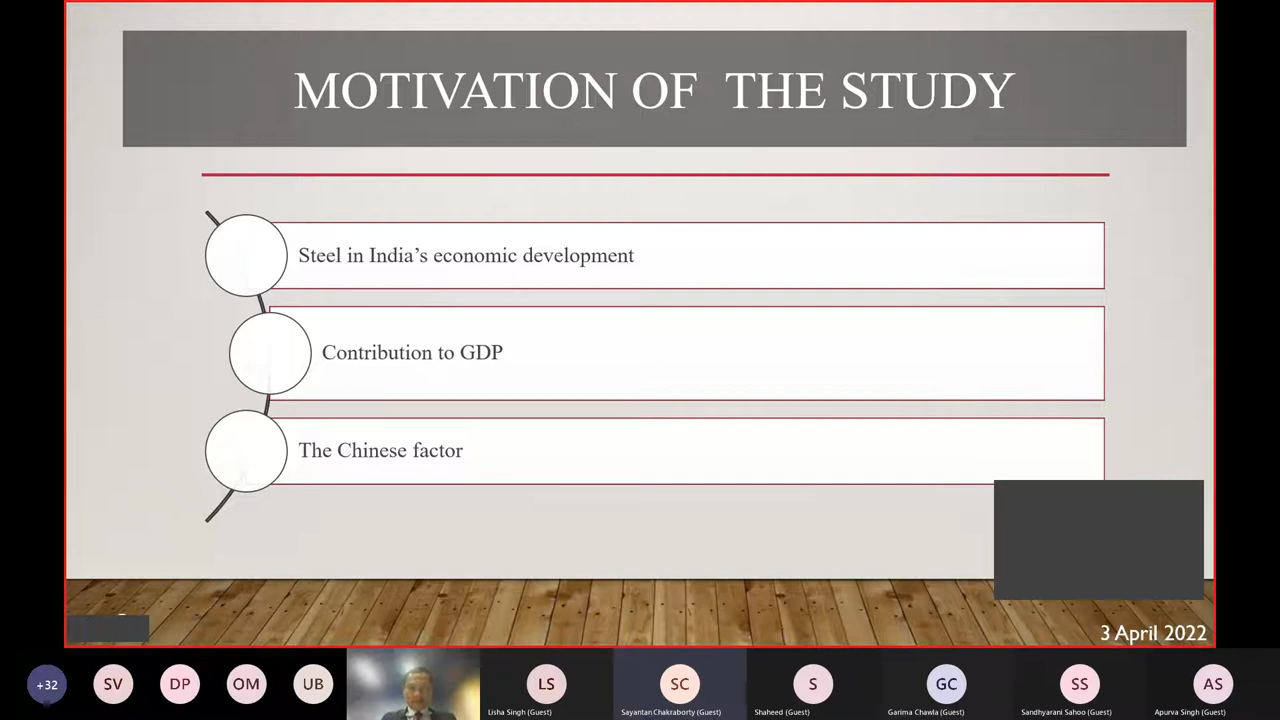 MOTIVATION OF THE STUDY
Steel in India’s economic development
Contribution to GDP
The Chinese factor
3 April 2022
+32
SV
DP
OM
UB
LS
SC
S
GC
SS
AS
Lisha Singh (Guest)
Sayantan Chakraborty (Guest)
Shaheed (Guest)
Garima Chawla (Guest)
Sandhyarani Sahoo (Guest)
Apurva Singh (Guest)